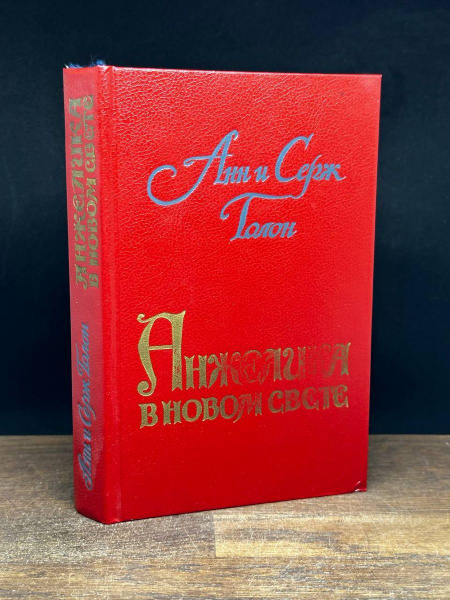 Анн и Серж
Голон
Анжелика
в новом свете
Анн и Серж Голон
Анжелика
в новом свете